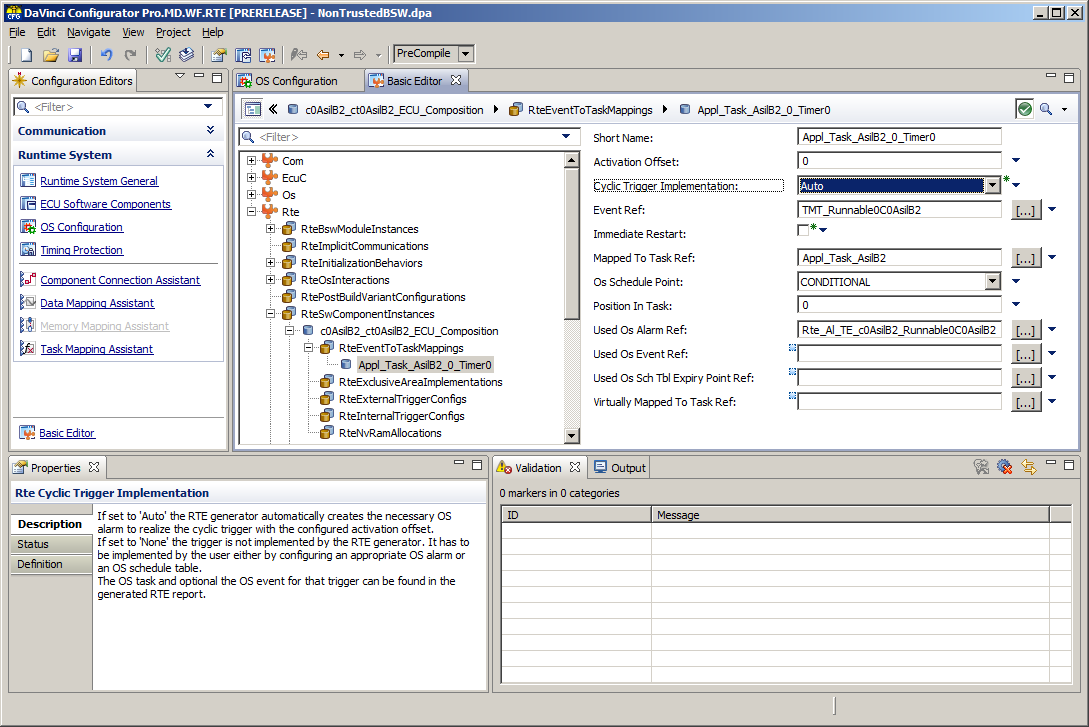 DaVinci Configurator Pro.MD.WF.RTE [PRERELEASE] - NonTrustedBSW.dpa
File Edit Navigate View Project Help
PreCompile
Configuration Editors
<Filter>
Communication
Runtime System
Runtime System General
ECU Software Components
OS Configuration
Timing Protection
Component Connection Assistant
Data Mapping Assistant
Memory Mapping Assistant
Task Mapping Assistant
Basic Editor
OS Configuration
Basic Editor
c0AsilB2_ct0AsilB2_ECU_Composition
RteEventToTaskMappings
Appl_Task_AsilB2_0_Timer0
<Filter>
Com
EcuC
Os
Rte
RteBswModuleInstances
RteImplicitCommunications
RteInitializationBehaviors
RteOsInteractions
RtePostBuildVariantConfigurations
RteSwComponentInstances
c0AsilB2_ct0AsilB2_ECU_Composition
RteEventToTaskMappings
Appl_Task_AsilB2_0_Timer0
RteExclusiveAreaImplementations
RteExternalTriggerConfigs
RteInternalTriggerConfigs
RteNvRamAllocations
Short Name: Appl_Task_AsilB2_0_Timer0
Activation Offset: 0
Cyclic Trigger Implementation: Auto *
Event Ref: TMT_Runnable0C0AsilB2 [...]
Immediate Restart: *
Mapped To Task Ref: Appl_Task_AsilB2 [...]
Os Schedule Point: CONDITIONAL
Position In Task: 0
Used Os Alarm Ref: Rte_Al_TE_c0AsilB2_Runnable0C0AsilB2 [...]
Used Os Event Ref: [...]
Used Os Sch Tbl Expiry Point Ref: [...]
Virtually Mapped To Task Ref: [...]
Properties
Rte Cyclic Trigger Implementation
Description
Status
Definition
If set to 'Auto' the RTE generator automatically creates the necessary OS
alarm to realize the cyclic trigger with the configured activation offset.
If set to 'None' the trigger is not implemented by the RTE generator. It has to
be implemented by the user either by configuring an appropriate OS alarm or
an OS schedule table.
The OS task and optional the OS event for that trigger can be found in the
generated RTE report.
Validation
Output
0 markers in 0 categories
ID Message